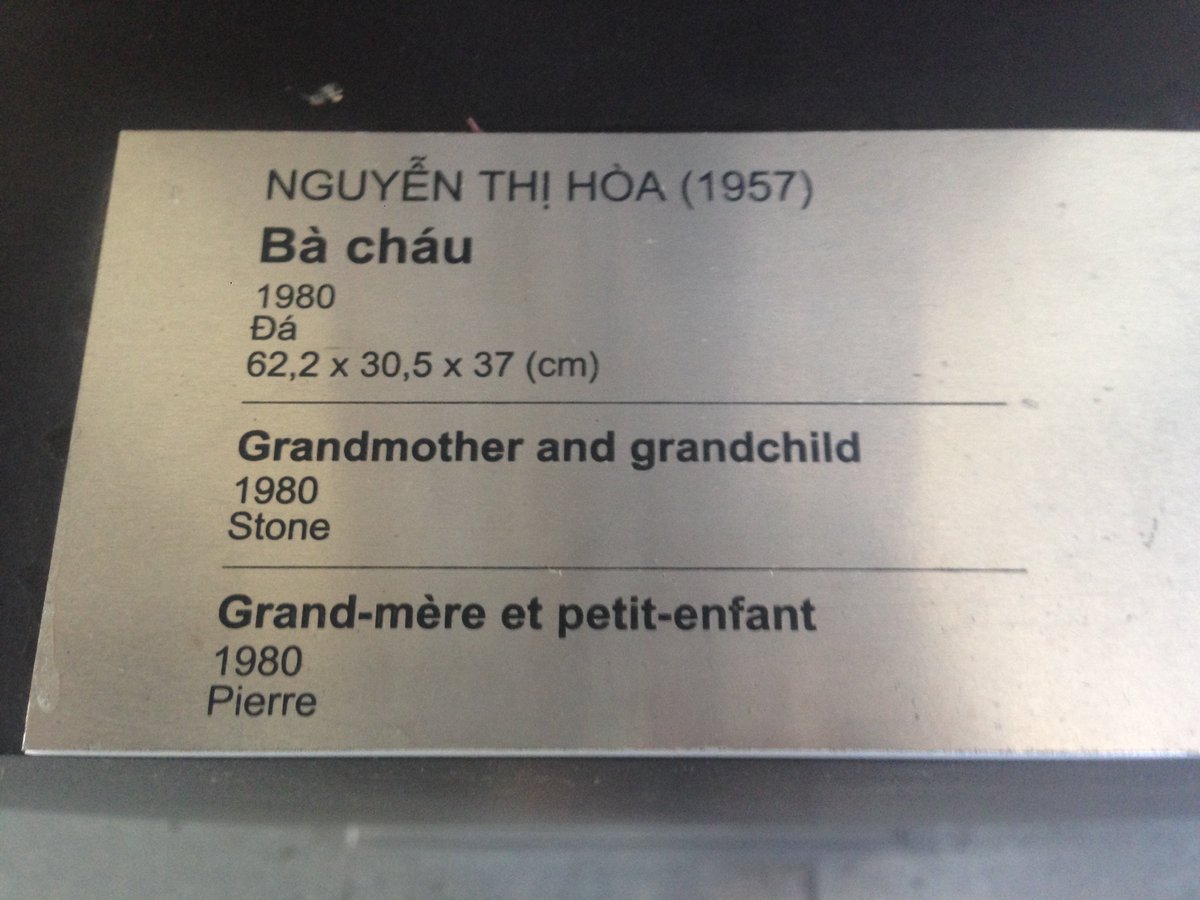 NGUYỄN THỊ HÒA (1957)
Bà cháu
1980
Đá
62,2 x 30,5 x 37 (cm)
Grandmother and grandchild
1980
Stone
Grand-mère et petit-enfant
1980
Pierre